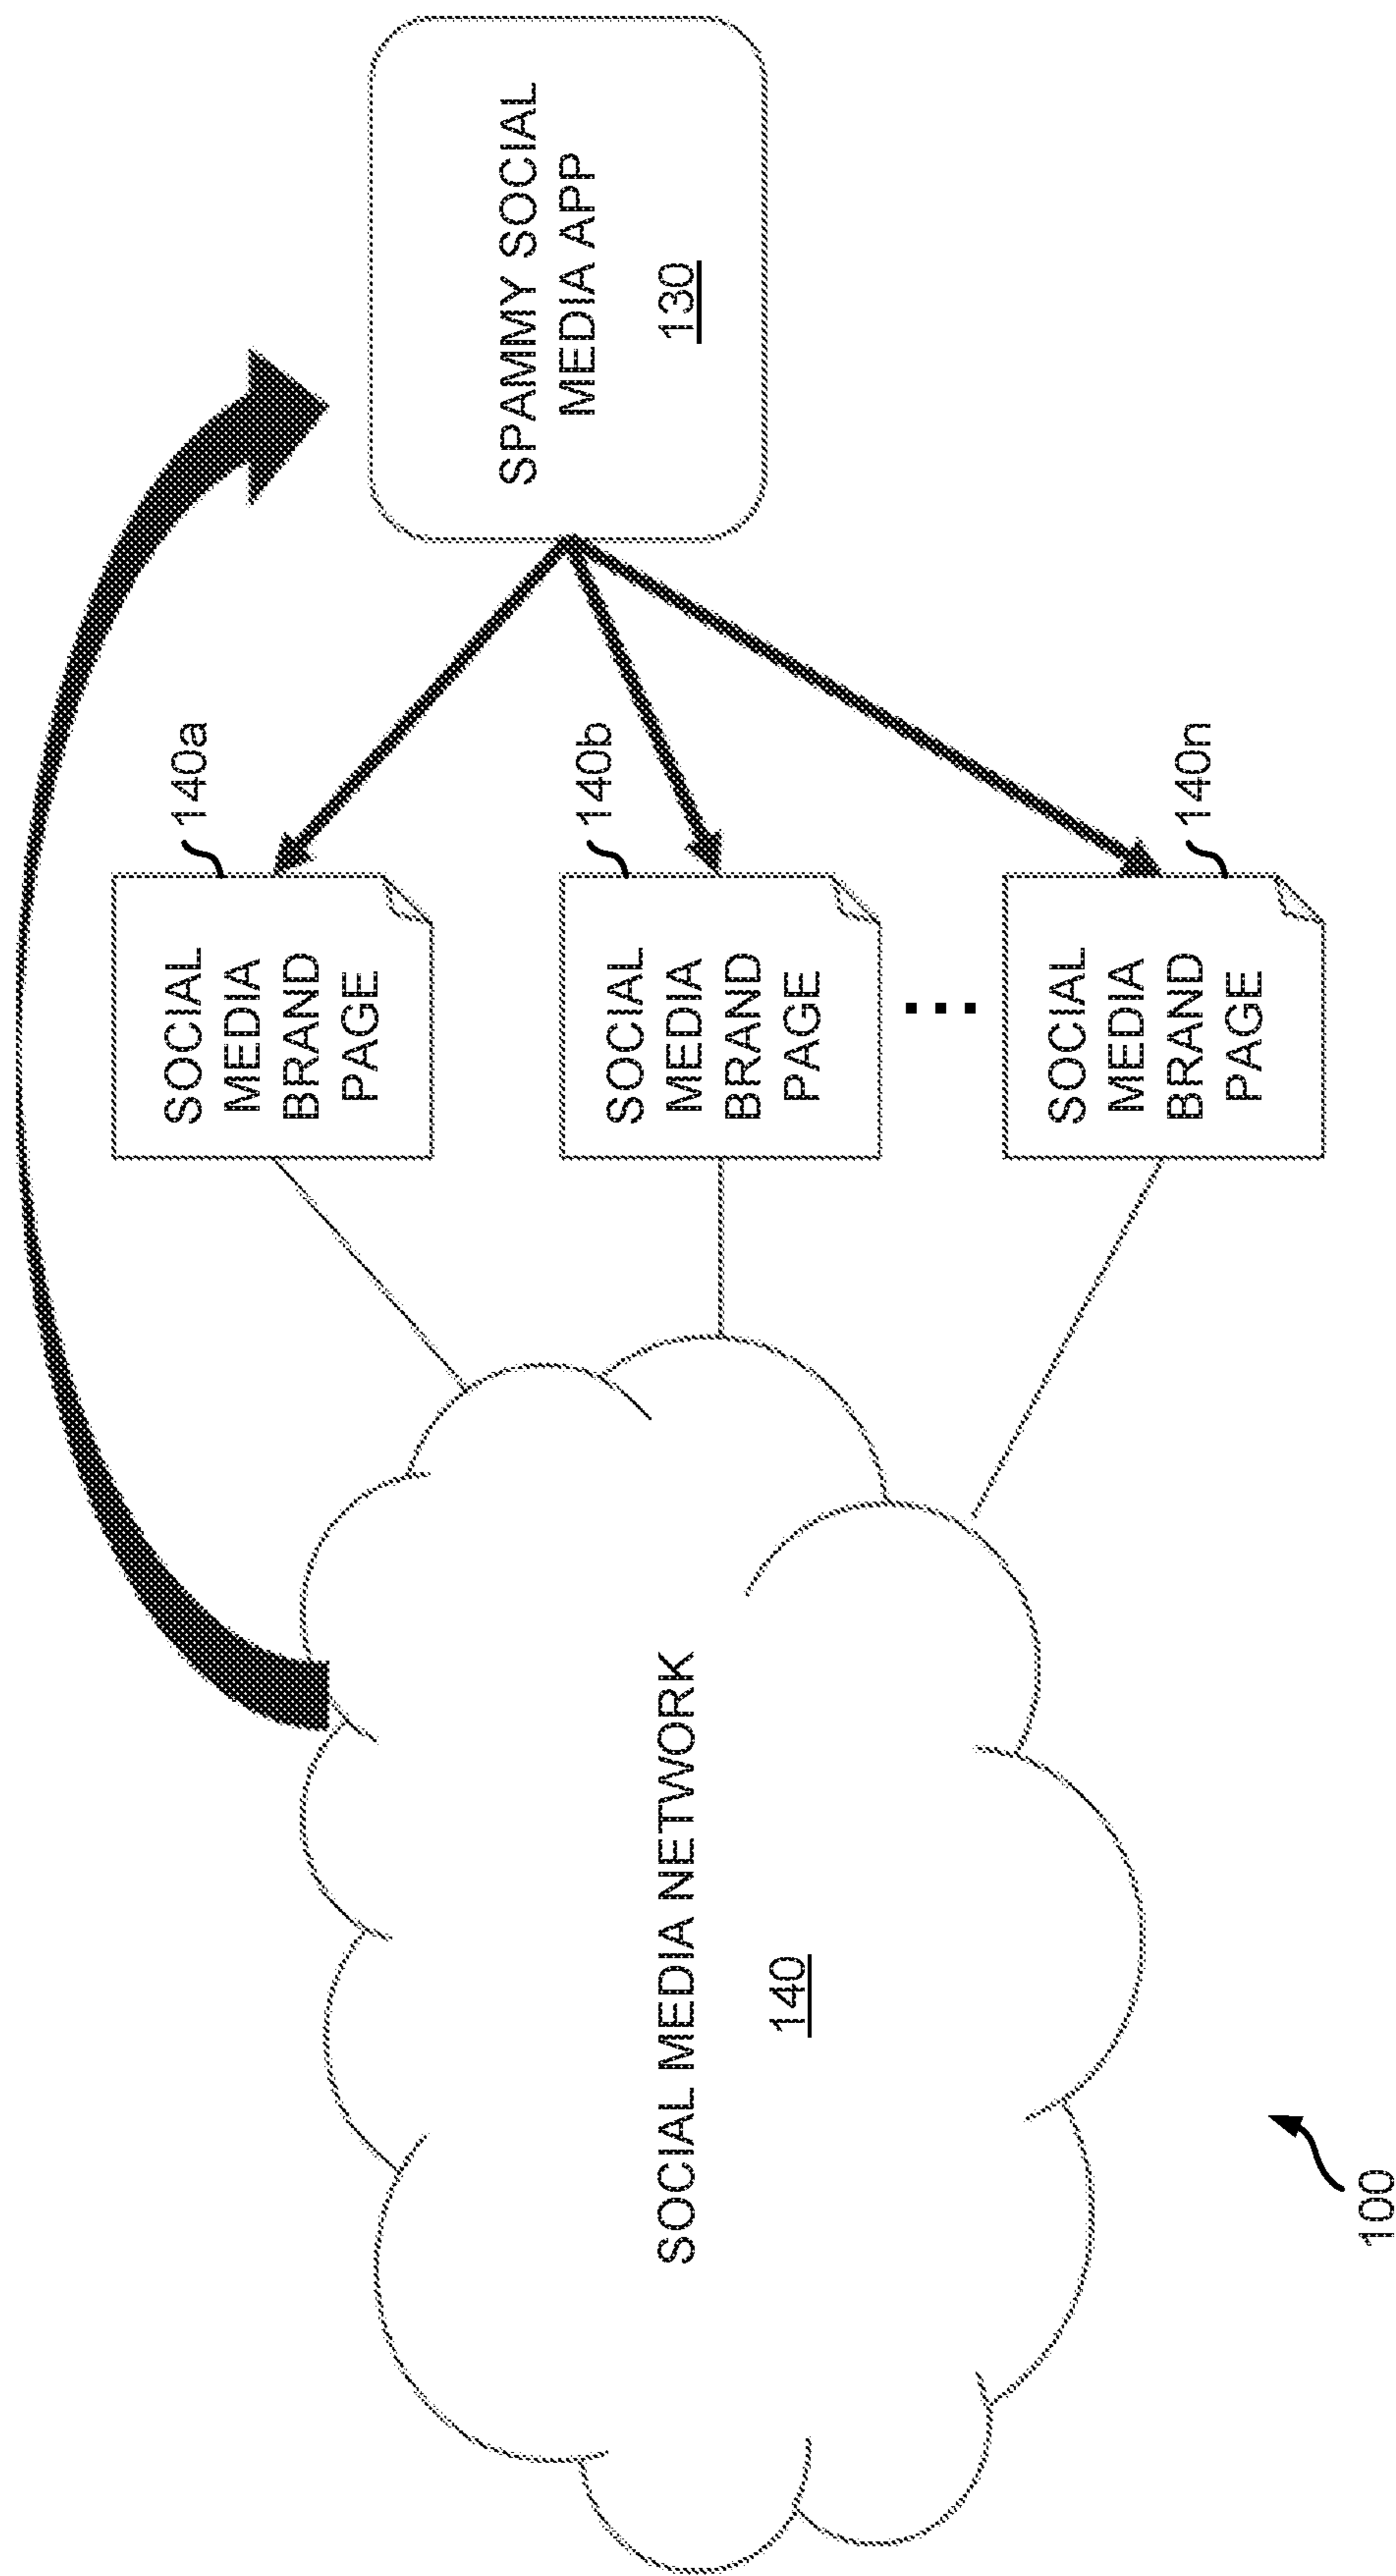 SOCIAL MEDIA NETWORK
140
SOCIAL
MEDIA
BRAND
PAGE
140a
SOCIAL
MEDIA
BRAND
PAGE
140b
...
SOCIAL
MEDIA
BRAND
PAGE
140n
SPAMMY SOCIAL
MEDIA APP
130
100